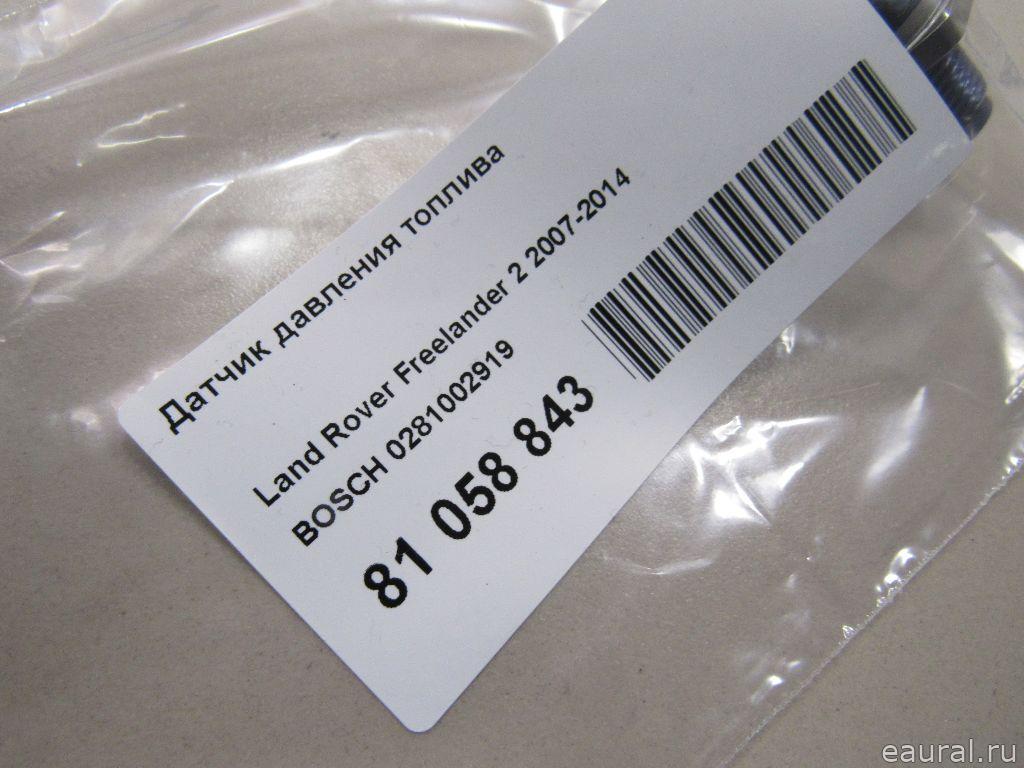 Датчик давления топлива
Land Rover Freelander 2 2007-2014
BOSCH 0281002919
81 058 843
eaural.ru